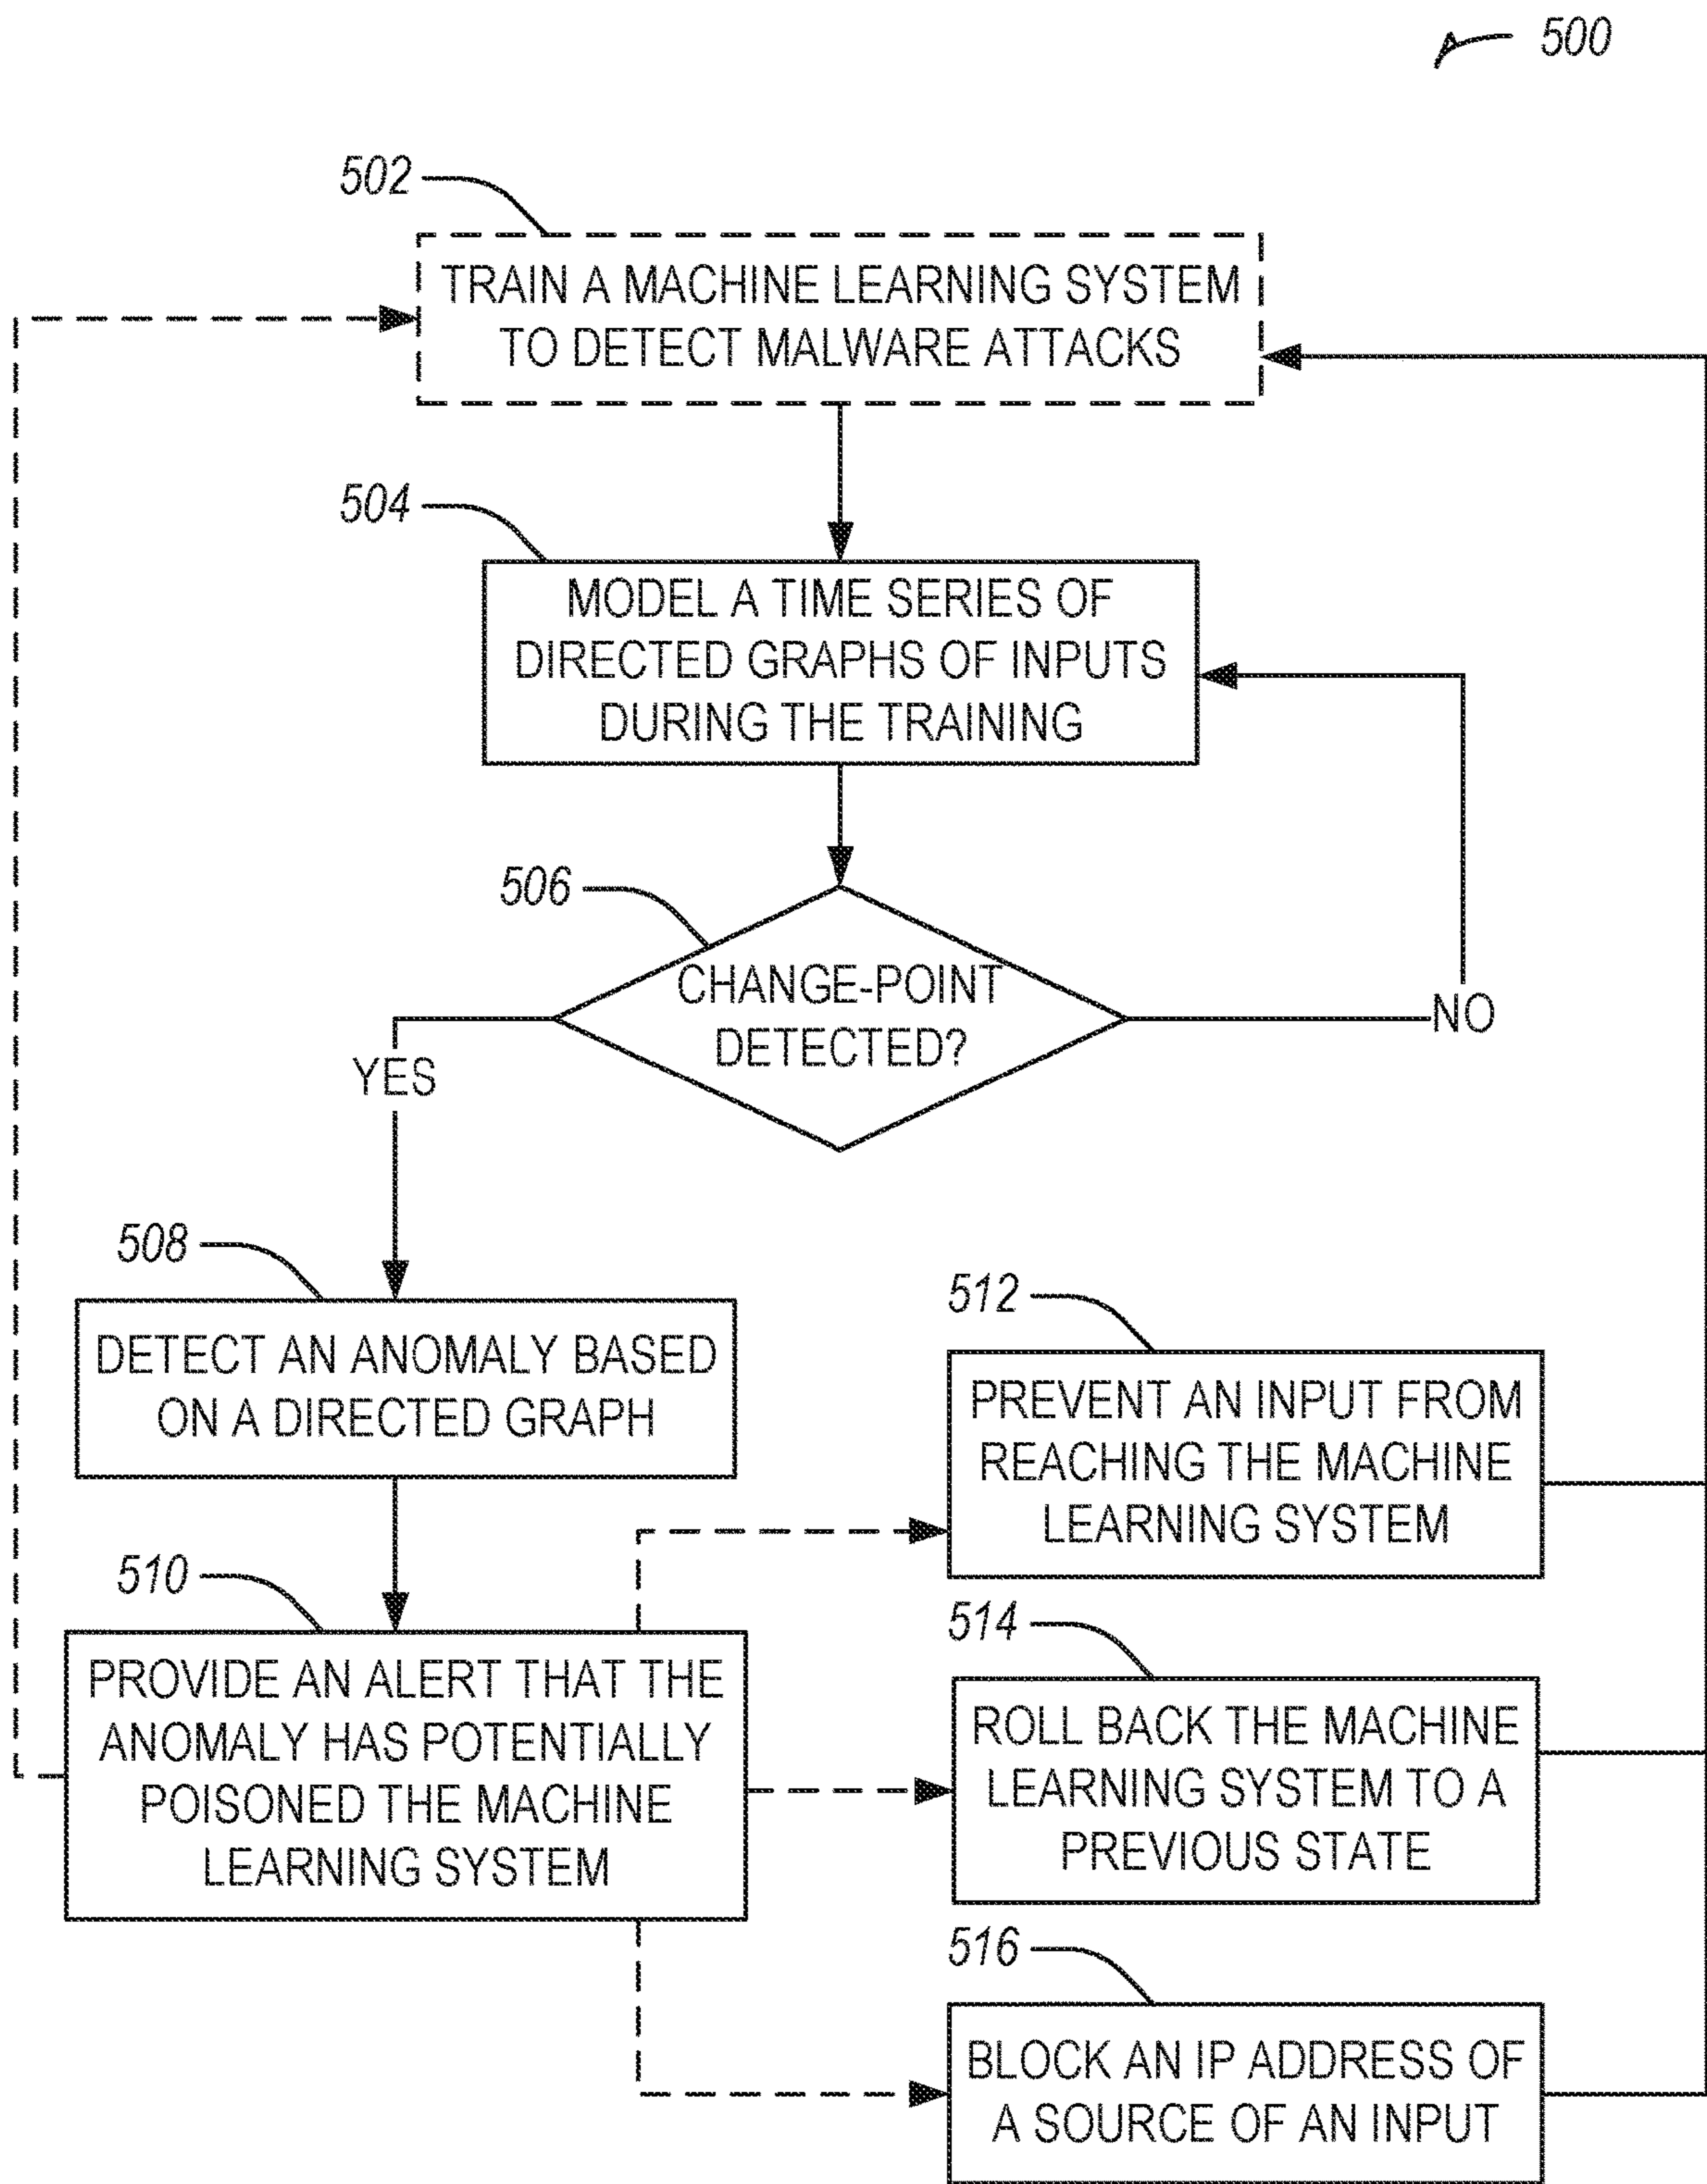 500
502
TRAIN A MACHINE LEARNING SYSTEM
TO DETECT MALWARE ATTACKS
504
MODEL A TIME SERIES OF
DIRECTED GRAPHS OF INPUTS
DURING THE TRAINING
506
CHANGE-POINT
DETECTED?
NO
YES
508
DETECT AN ANOMALY BASED
ON A DIRECTED GRAPH
510
PROVIDE AN ALERT THAT THE
ANOMALY HAS POTENTIALLY
POISONED THE MACHINE
LEARNING SYSTEM
512
PREVENT AN INPUT FROM
REACHING THE MACHINE
LEARNING SYSTEM
514
ROLL BACK THE MACHINE
LEARNING SYSTEM TO A
PREVIOUS STATE
516
BLOCK AN IP ADDRESS OF
A SOURCE OF AN INPUT